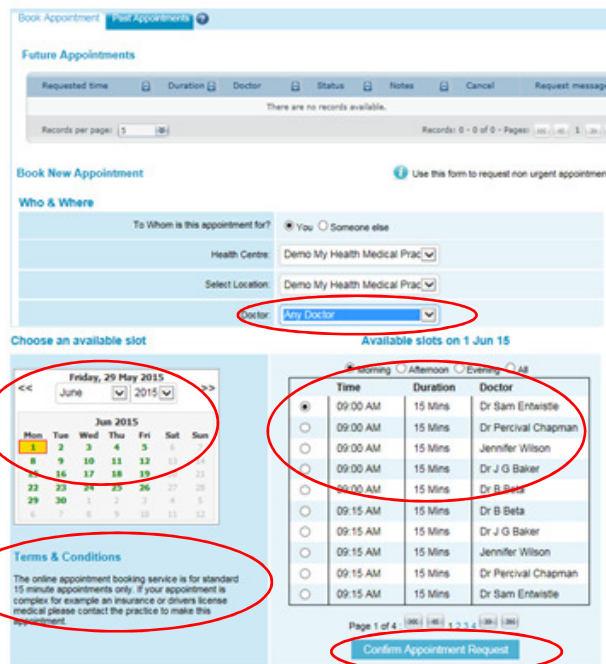 Book Appointment Past Appointments
Future Appointments
Requested time Duration Doctor Status Notes Cancel Request message
There are no records available.
Records per page: 5 Records: 0 - 0 of 0 - Pages: 1
Book New Appointment Use this form to request non urgent appointmen
Who & Where
To Whom is this appointment for? You Someone else
Health Centre: Demo My Health Medical Prac
Select Location: Demo My Health Medical Prac
Doctor: Any Doctor
Choose an available slot Available slots on 1 Jun 15
Morning Afternoon Evening All
Friday, 29 May 2015
<< June 2015 >>
Jun 2015
Mon Tue Wed Thu Fri Sat Sun
1 2 3 4 5 6
8 9 10 11 12 13 14
15 16 17 18 19 21
22 23 24 25 26 27 28
29 30 1 2 3 4 5
6 7 8 9 10 11 12
Time Duration Doctor
09:00 AM 15 Mins Dr Sam Entwistle
09:00 AM 15 Mins Dr Percival Chapman
09:00 AM 15 Mins Jennifer Wilson
09:00 AM 15 Mins Dr J G Baker
09:00 AM 15 Mins Dr B Beta
09:15 AM 15 Mins Dr B Beta
09:15 AM 15 Mins Dr J G Baker
09:15 AM 15 Mins Jennifer Wilson
09:15 AM 15 Mins Dr Percival Chapman
09:15 AM 15 Mins Dr Sam Entwistle
Terms & Conditions
The online appointment booking service is for standard
15 minute appointments only. If your appointment is
complex for example an insurance or drivers license
medical please contact the practice to make this
appointment.
Page 1 of 4: 1 2 3 4
Confirm Appointment Request